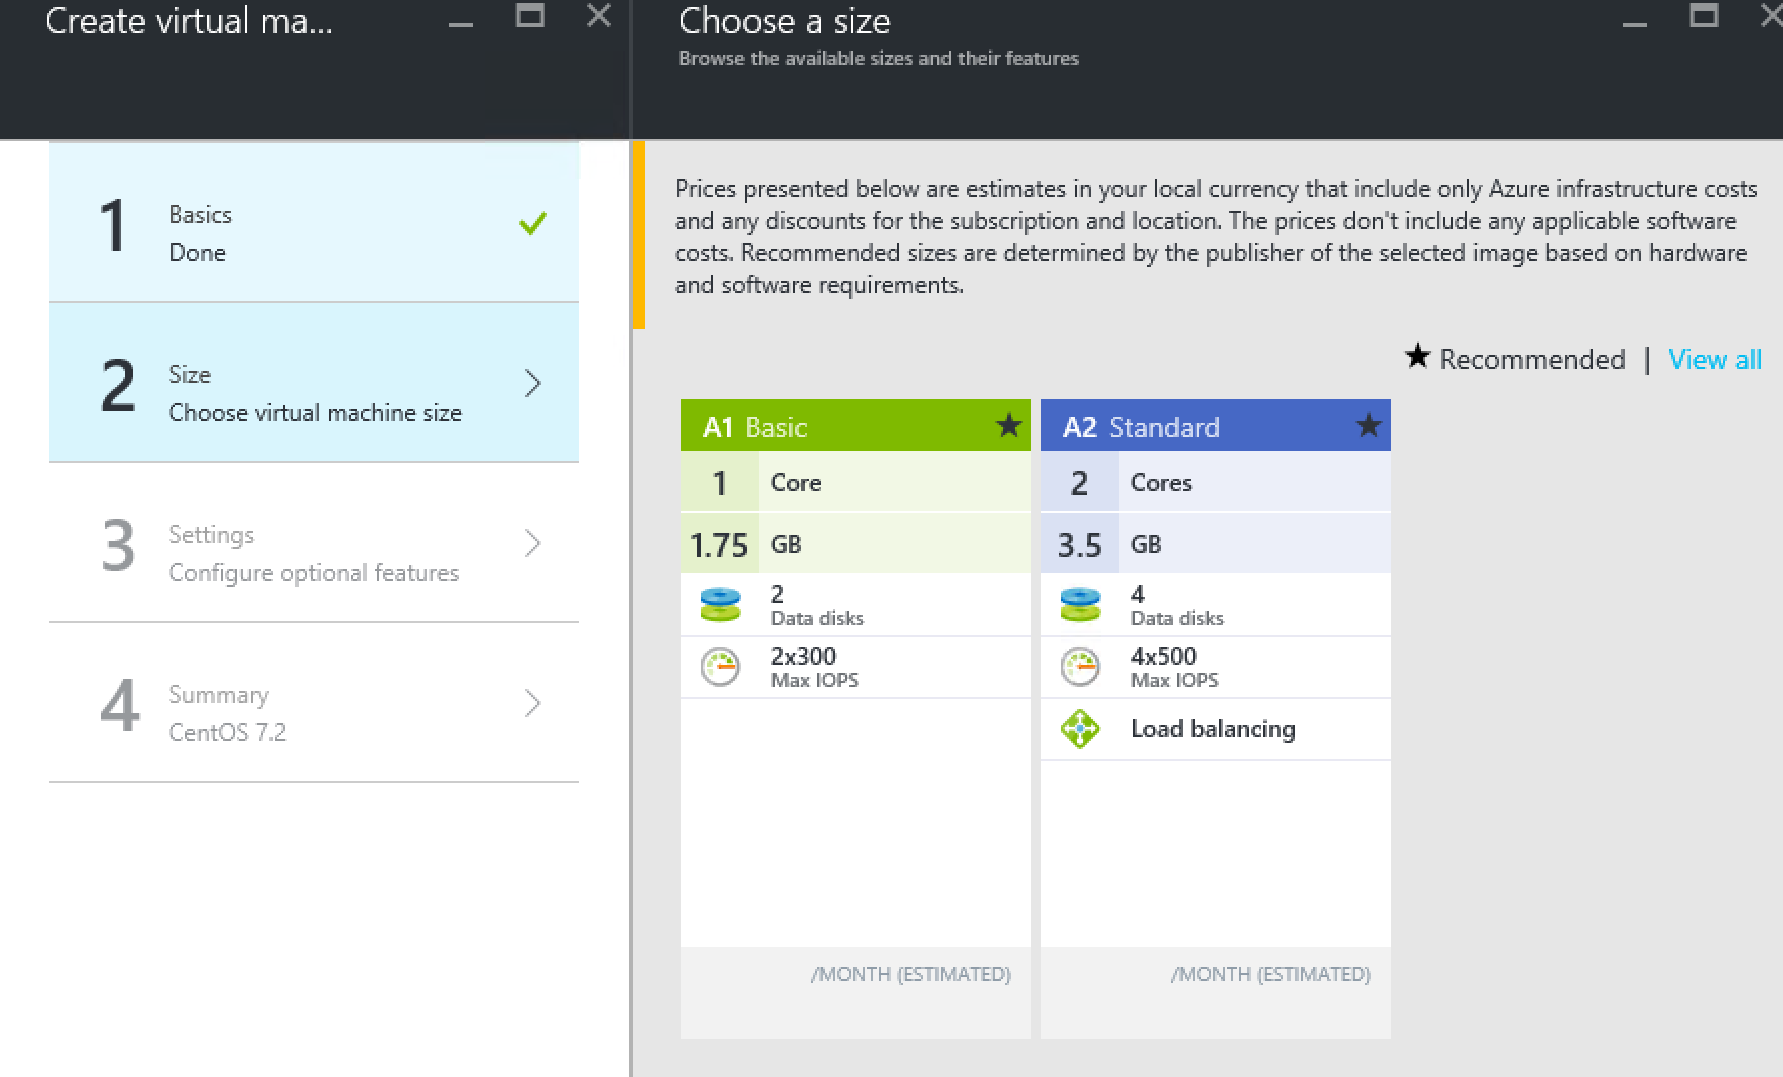 Create virtual ma...
1
Basics
Done
2
Size
Choose virtual machine size
3
Settings
Configure optional features
4
Summary
CentOS 7.2
Choose a size
Browse the available sizes and their features
Prices presented below are estimates in your local currency that include only Azure infrastructure costs
and any discounts for the subscription and location. The prices don't include any applicable software
costs. Recommended sizes are determined by the publisher of the selected image based on hardware
and software requirements.
★ Recommended | View all
A1 Basic ★
1 Core
1.75 GB
2
Data disks
2x300
Max IOPS
/MONTH (ESTIMATED)
A2 Standard ★
2 Cores
3.5 GB
4
Data disks
4x500
Max IOPS
Load balancing
/MONTH (ESTIMATED)